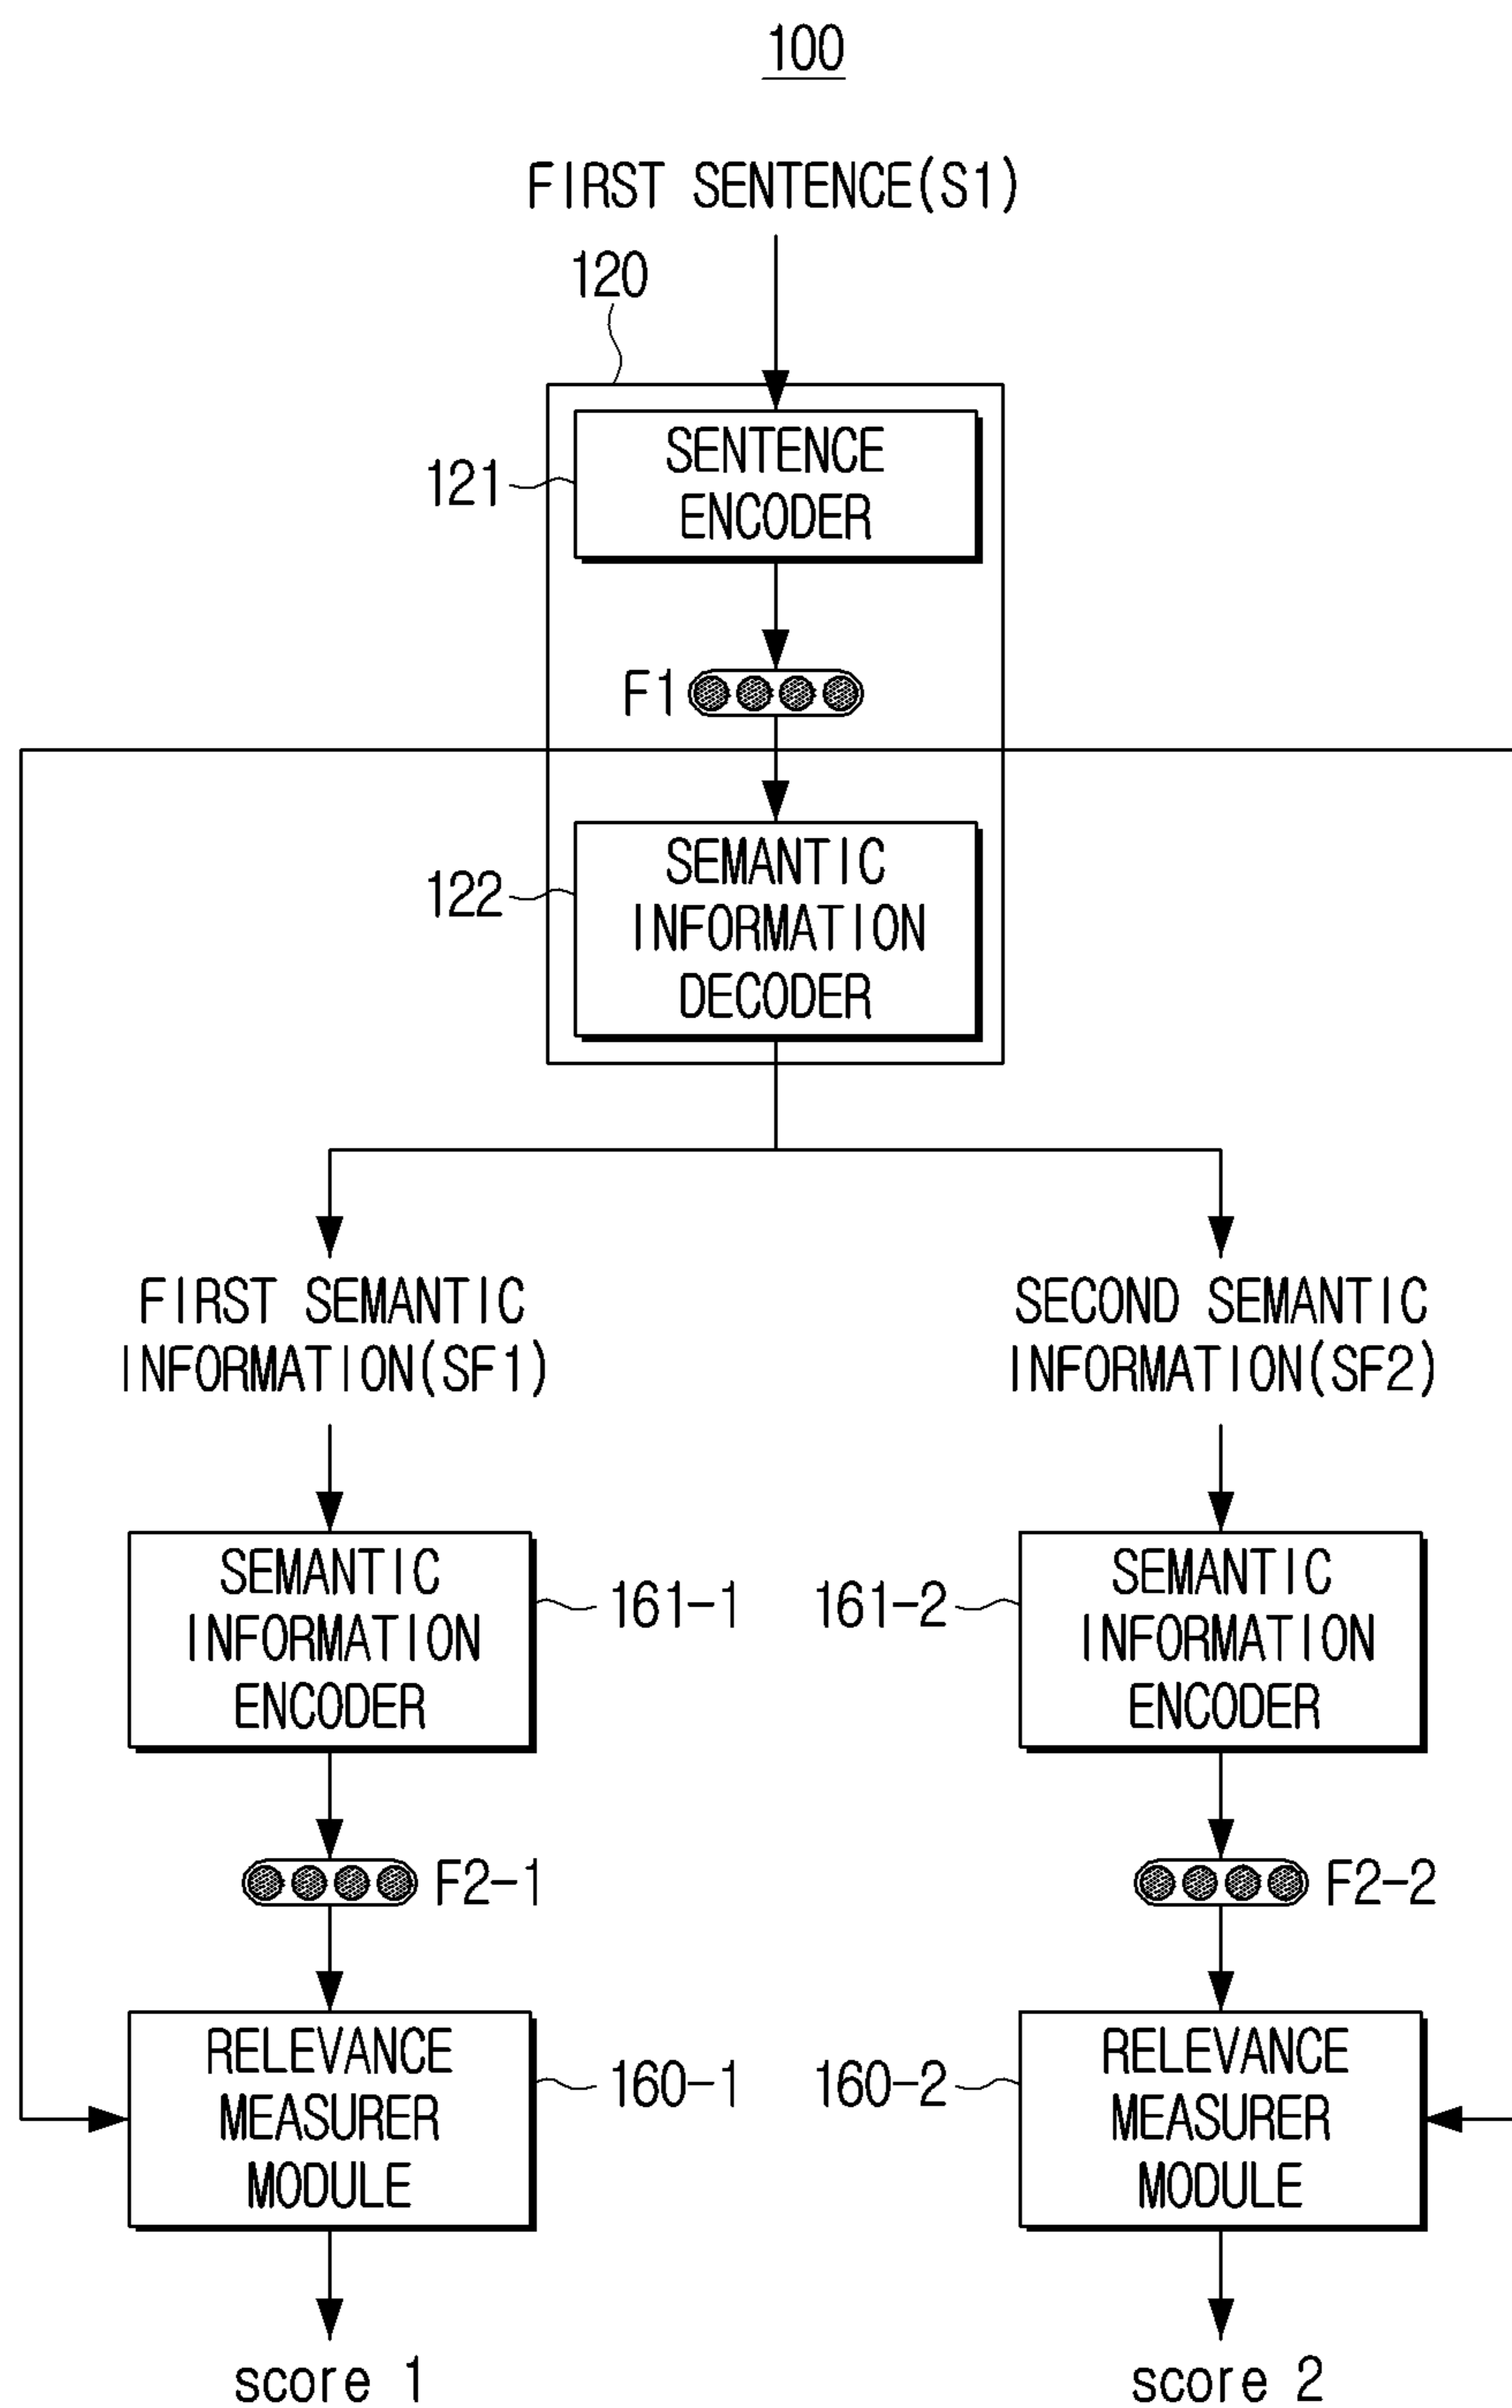 100
FIRST SENTENCE(S1)
120
121
SENTENCE
ENCODER
F1
122
SEMANTIC
INFORMATION
DECODER
FIRST SEMANTIC
INFORMATION(SF1)
SECOND SEMANTIC
INFORMATION(SF2)
SEMANTIC
INFORMATION
ENCODER
161-1
161-2
SEMANTIC
INFORMATION
ENCODER
F2-1
F2-2
RELEVANCE
MEASURER
MODULE
160-1
160-2
RELEVANCE
MEASURER
MODULE
score 1
score 2